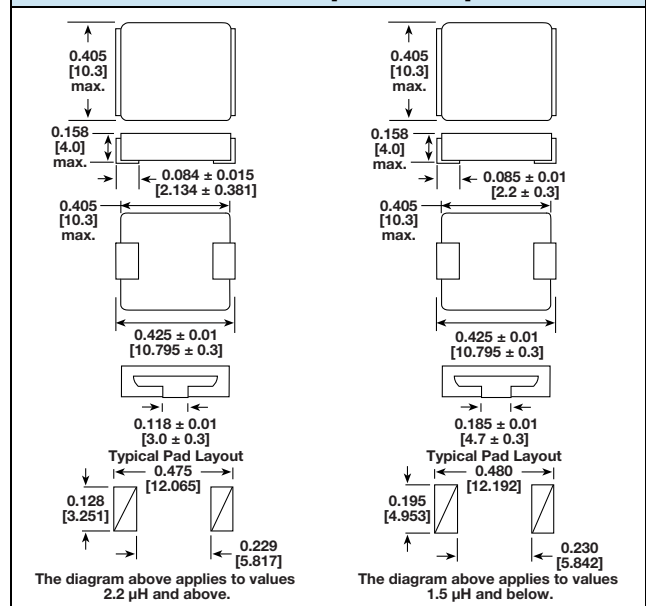 0.405
[10.3]
max.
0.158
[4.0]
max.
0.084 ± 0.015
[2.134 ± 0.381]
0.405
[10.3]
max.
0.425 ± 0.01
[10.795 ± 0.3]
0.118 ± 0.01
[3.0 ± 0.3]
Typical Pad Layout
0.475
[12.065]
0.128
[3.251]
0.229
[5.817]
The diagram above applies to values
2.2 µH and above.
0.405
[10.3]
max.
0.158
[4.0]
max.
0.085 ± 0.01
[2.2 ± 0.3]
0.405
[10.3]
max.
0.425 ± 0.01
[10.795 ± 0.3]
0.185 ± 0.01
[4.7 ± 0.3]
Typical Pad Layout
0.480
[12.192]
0.195
[4.953]
0.230
[5.842]
The diagram above applies to values
1.5 µH and below.